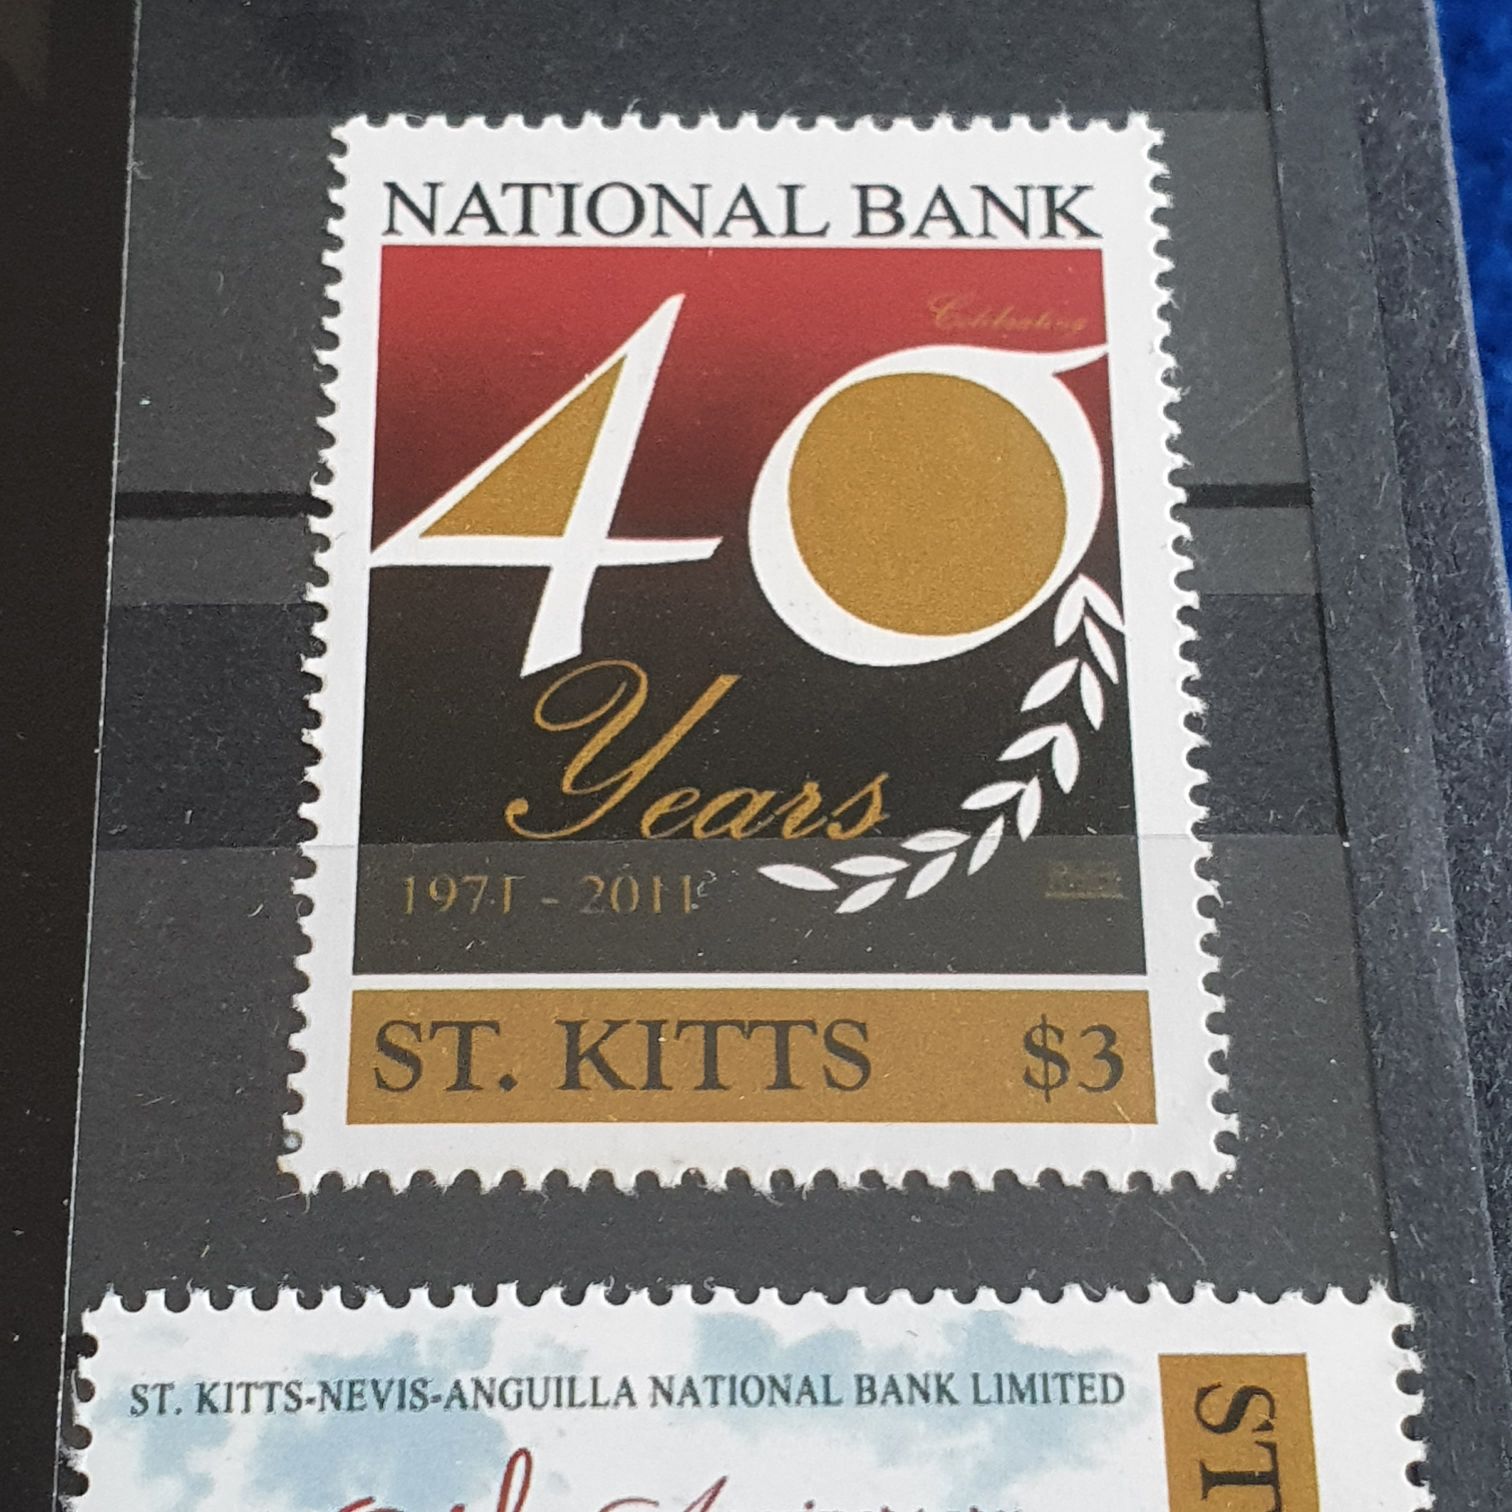 NATIONAL BANK
Celebrating
40
Years
1971 - 2011
ST. KITTS $3
ST. KITTS-NEVIS-ANGUILLA NATIONAL BANK LIMITED